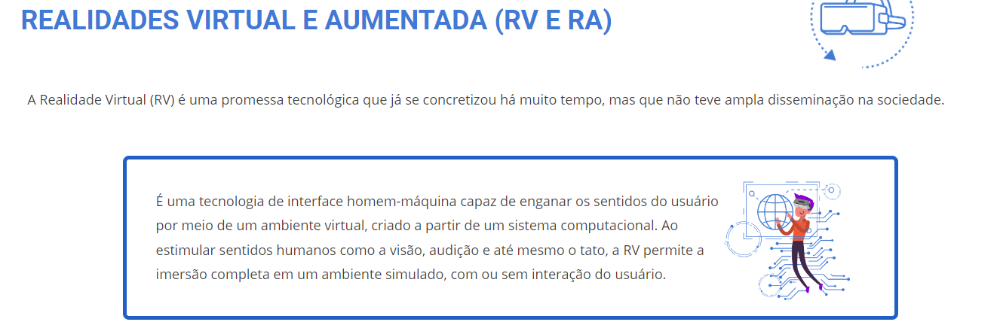 REALIDADES VIRTUAL E AUMENTADA (RV E RA)
A Realidade Virtual (RV) é uma promessa tecnológica que já se concretizou há muito tempo, mas que não teve ampla disseminação na sociedade.
É uma tecnologia de interface homem-máquina capaz de enganar os sentidos do usuário
por meio de um ambiente virtual, criado a partir de um sistema computacional. Ao
estimular sentidos humanos como a visão, audição e até mesmo o tato, a RV permite a
imersão completa em um ambiente simulado, com ou sem interação do usuário.